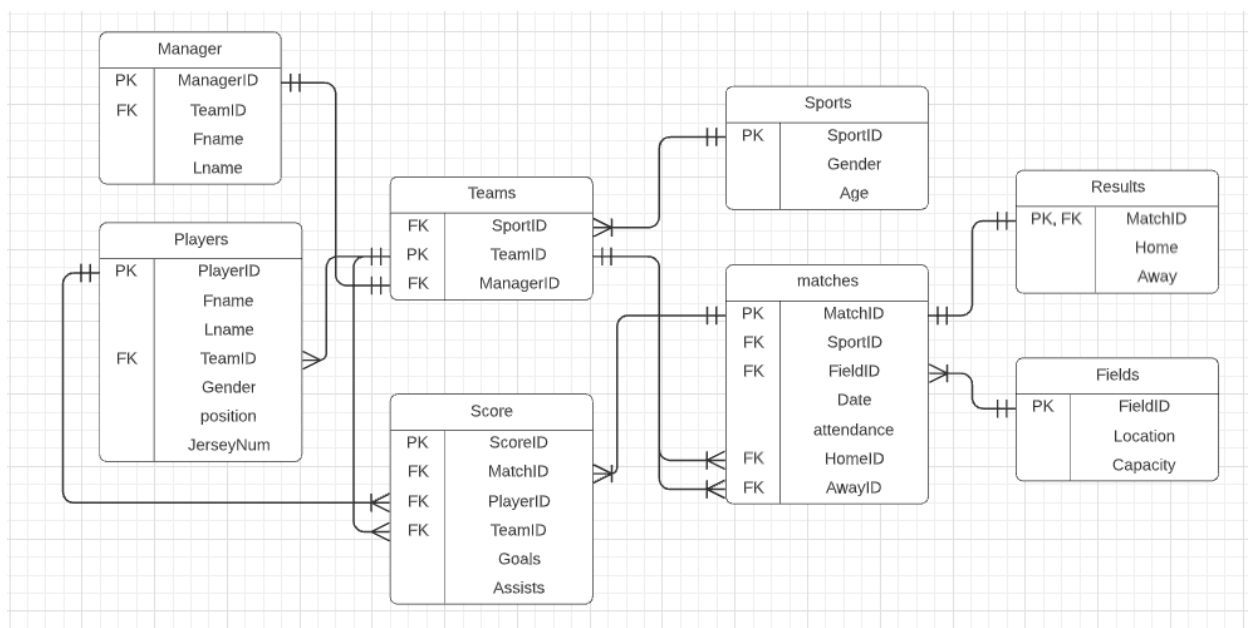 Manager
PK ManagerID
FK TeamID
Fname
Lname
Players
PK PlayerID
Fname
Lname
FK TeamID
Gender
position
JerseyNum
Teams
FK SportID
PK TeamID
FK ManagerID
Score
PK ScoreID
FK MatchID
FK PlayerID
FK TeamID
Goals
Assists
Sports
PK SportID
Gender
Age
matches
PK MatchID
FK SportID
FK FieldID
Date
attendance
FK HomeID
FK AwayID
Results
PK, FK MatchID
Home
Away
Fields
PK FieldID
Location
Capacity